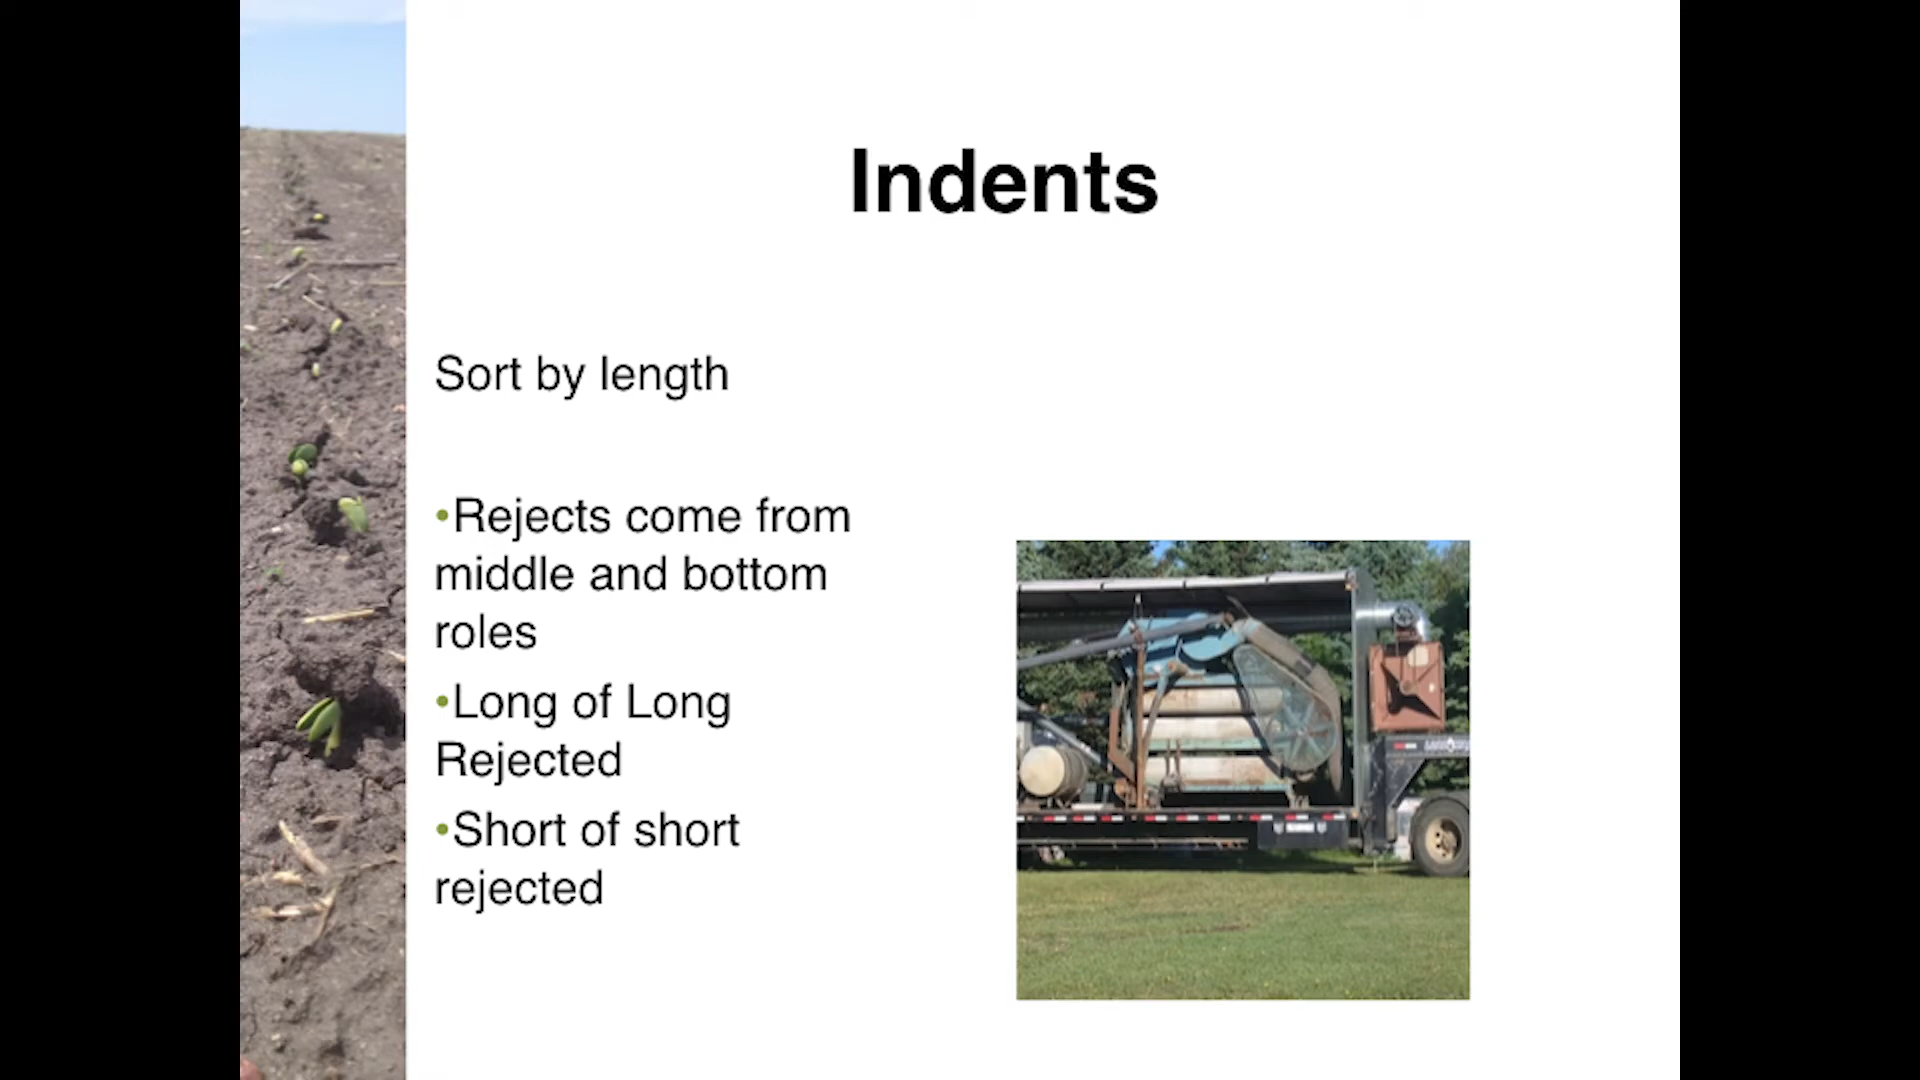 Indents
Sort by length
•Rejects come from
middle and bottom
roles
•Long of Long
Rejected
•Short of short
rejected